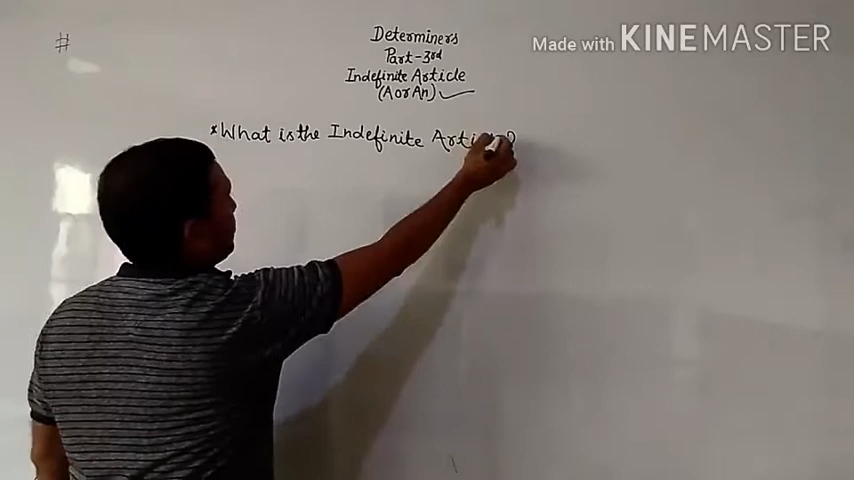 #
Determiners
Part-3rd
Indefinite Article
(A or An)
*What is the Indefinite
Made with KINEMASTER